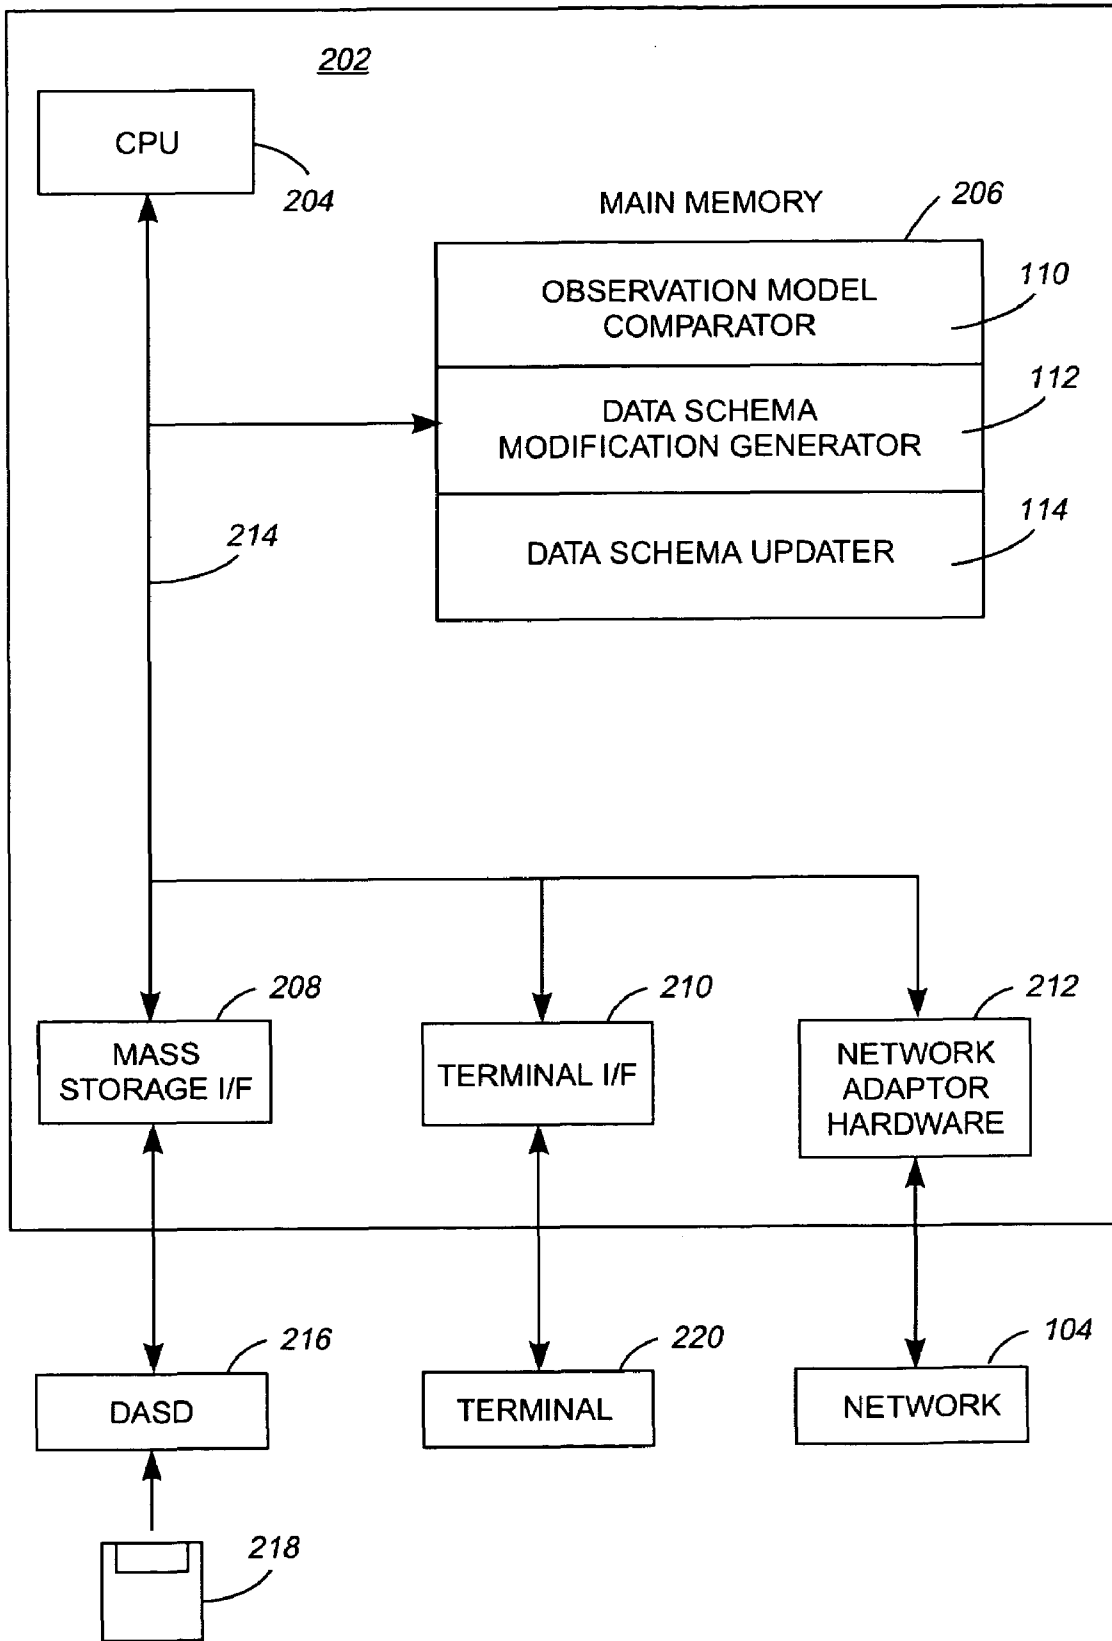 202
CPU
204
MAIN MEMORY
206
OBSERVATION MODEL
COMPARATOR
110
DATA SCHEMA
MODIFICATION GENERATOR
112
DATA SCHEMA UPDATER
114
214
208
MASS
STORAGE I/F
210
TERMINAL I/F
212
NETWORK
ADAPTOR
HARDWARE
216
DASD
220
TERMINAL
104
NETWORK
218